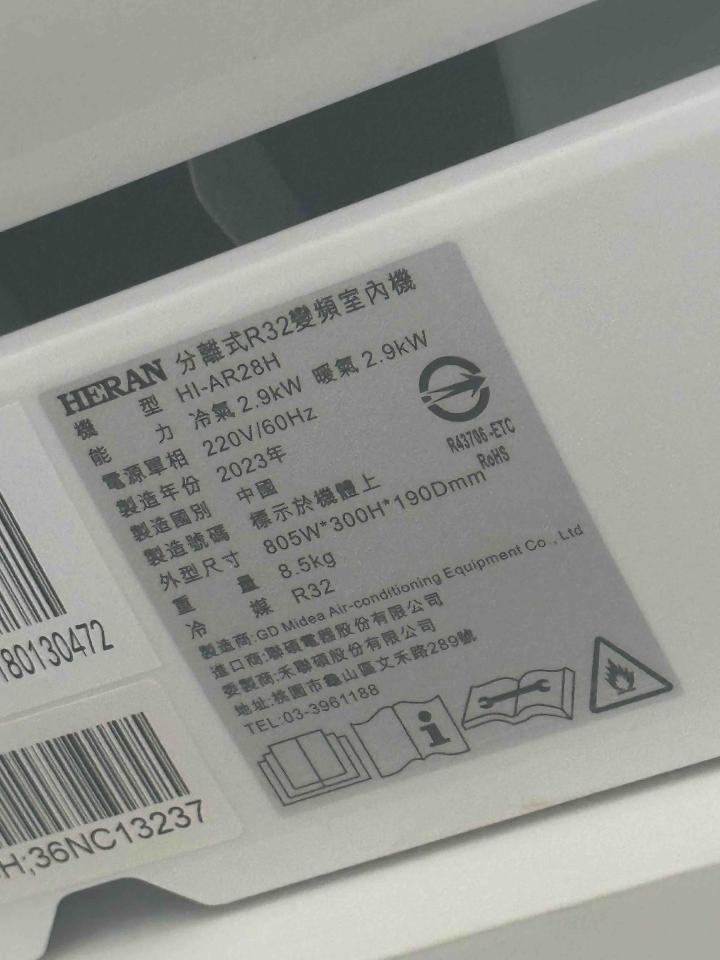 HERAN 分離式R32變頻室內機
機型 HI-AR28H
能力 冷氣 2.9kW 暖氣 2.9kW
電源單相 220V/60Hz
製造年份 2023年
製造國別 中國
製造號碼 標示於機體上
外型尺寸 805W*300H*190Dmm
重量 8.5kg
冷媒 R32
R43706-ETC
RoHS
製造商:GD Midea Air-conditioning Equipment Co., Ltd
進口商:聯碩電器股份有限公司
委製商:禾聯碩股份有限公司
地址:桃園市龜山區文禾路289號
TEL:03-3961188
180130472
H;36NC13237